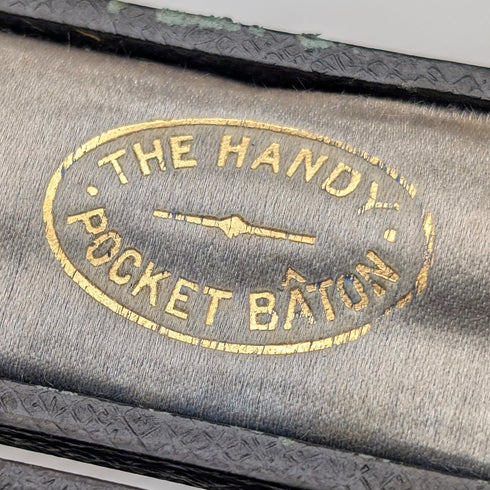 THE HANDY
POCKET BÂTON